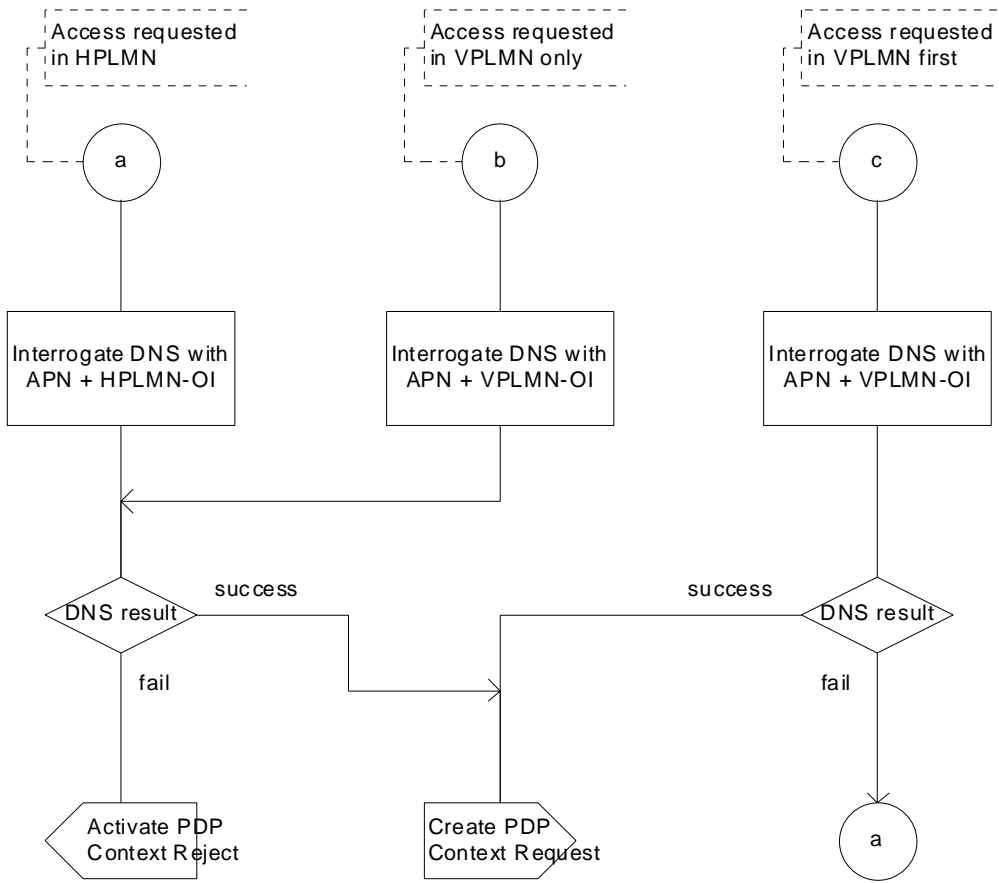 Access requested
in HPLMN
Access requested
in VPLMN only
Access requested
in VPLMN first
a
b
c
Interrogate DNS with
APN + HPLMN-OI
Interrogate DNS with
APN + VPLMN-OI
Interrogate DNS with
APN + VPLMN-OI
success
success
DNS result
DNS result
fail
fail
Activate PDP
Context Reject
Create PDP
Context Request
a